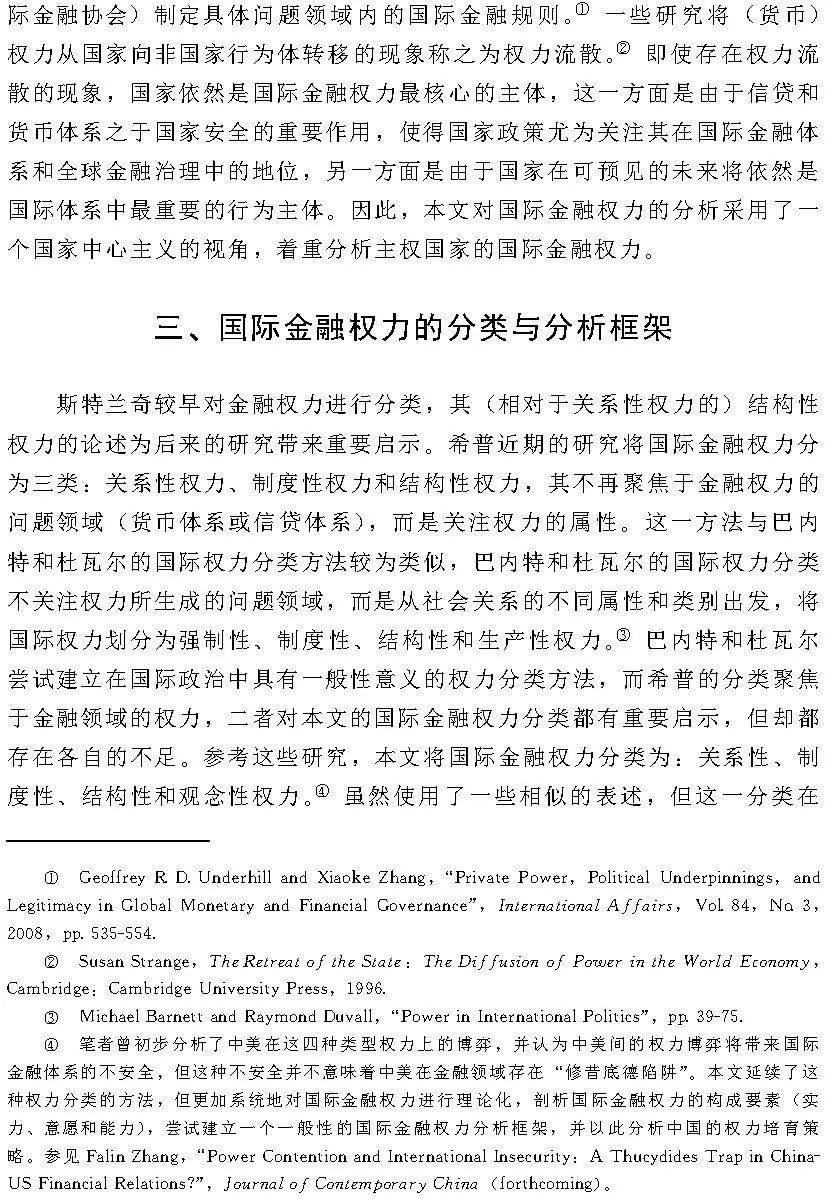 际金融协会）制定具体问题领域内的国际金融规则。① 一些研究将（货币）
权力从国家向非国家行为体转移的现象称之为权力流散。② 即使存在权力流
散的现象，国家依然是国际金融权力最核心的主体，这一方面是由于信贷和
货币体系之于国家安全的重要作用，使得国家政策尤为关注其在国际金融体
系和全球金融治理中的地位，另一方面是由于国家在可预见的未来将依然是
国际体系中最重要的行为主体。因此，本文对国际金融权力的分析采用了一
个国家中心主义的视角，着重分析主权国家的国际金融权力。
三、国际金融权力的分类与分析框架
斯特兰奇较早对金融权力进行分类，其（相对于关系性权力的）结构性
权力的论述为后来的研究带来重要启示。希普近期的研究将国际金融权力分
为三类：关系性权力、制度性权力和结构性权力，其不再聚焦于金融权力的
问题领域（货币体系或信贷体系），而是关注权力的属性。这一方法与巴内
特和杜瓦尔的国际权力分类方法较为类似，巴内特和杜瓦尔的国际权力分类
不关注权力所生成的问题领域，而是从社会关系的不同属性和类别出发，将
国际权力划分为强制性、制度性、结构性和生产性权力。③ 巴内特和杜瓦尔
尝试建立在国际政治中具有一般性意义的权力分类方法，而希普的分类聚焦
于金融领域的权力，二者对本文的国际金融权力分类都有重要启示，但却都
存在各自的不足。参考这些研究，本文将国际金融权力分类为：关系性、制
度性、结构性和观念性权力。④ 虽然使用了一些相似的表述，但这一分类在
① Geoffrey R. D. Underhill and Xiaoke Zhang, “Private Power, Political Underpinnings, and
Legitimacy in Global Monetary and Financial Governance”, International Affairs, Vol. 84, No. 3,
2008, pp. 535-554.
② Susan Strange, The Retreat of the State: The Diffusion of Power in the World Economy,
Cambridge: Cambridge University Press, 1996.
③ Michael Barnett and Raymond Duvall, “Power in International Politics”, pp. 39-75.
④ 笔者曾初步分析了中美在这四种类型权力上的博弈，并认为中美间的权力博弈将带来国际
金融体系的不安全，但这种不安全并不意味着中美在金融领域存在“修昔底德陷阱”。本文延续了这
种权力分类的方法，但更加系统地对国际金融权力进行理论化，剖析国际金融权力的构成要素（实
力、意愿和能力），尝试建立一个一般性的国际金融权力分析框架，并以此分析中国的权力培育策
略。参见 Falin Zhang, “Power Contention and International Insecurity: A Thucydides Trap in China-
US Financial Relations?”, Journal of Contemporary China (forthcoming)。